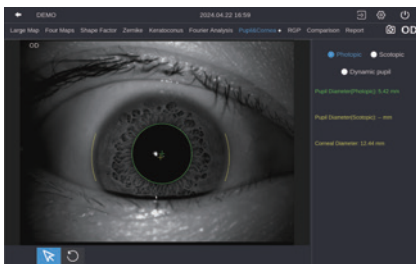 DEMO 2024.04.22 16:59
Large Map Four Maps Shape Factor Zernike Keratoconus Fourier Analysis Pupil&Cornea RGP Comparison Report OD
OD
Photopic Scotopic
Dynamic pupil
Pupil Diameter(Photopic): 5.42 mm
Pupil Diameter(Scotopic): -- mm
Corneal Diameter: 12.44 mm